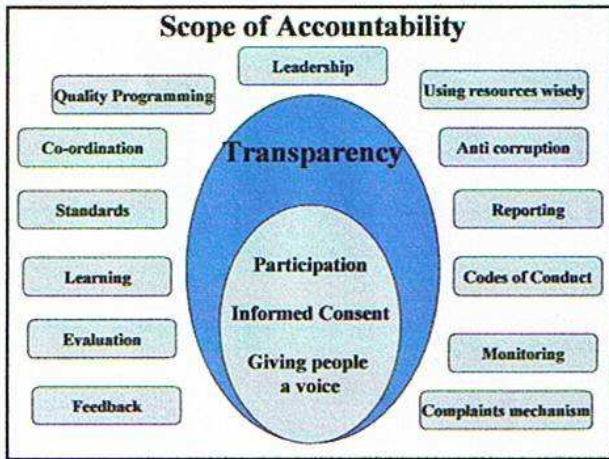 Scope of Accountability
Leadership
Quality Programming
Using resources wisely
Co-ordination
Transparency
Anti corruption
Standards
Reporting
Participation
Learning
Codes of Conduct
Informed Consent
Evaluation
Monitoring
Giving people
a voice
Feedback
Complaints mechanism